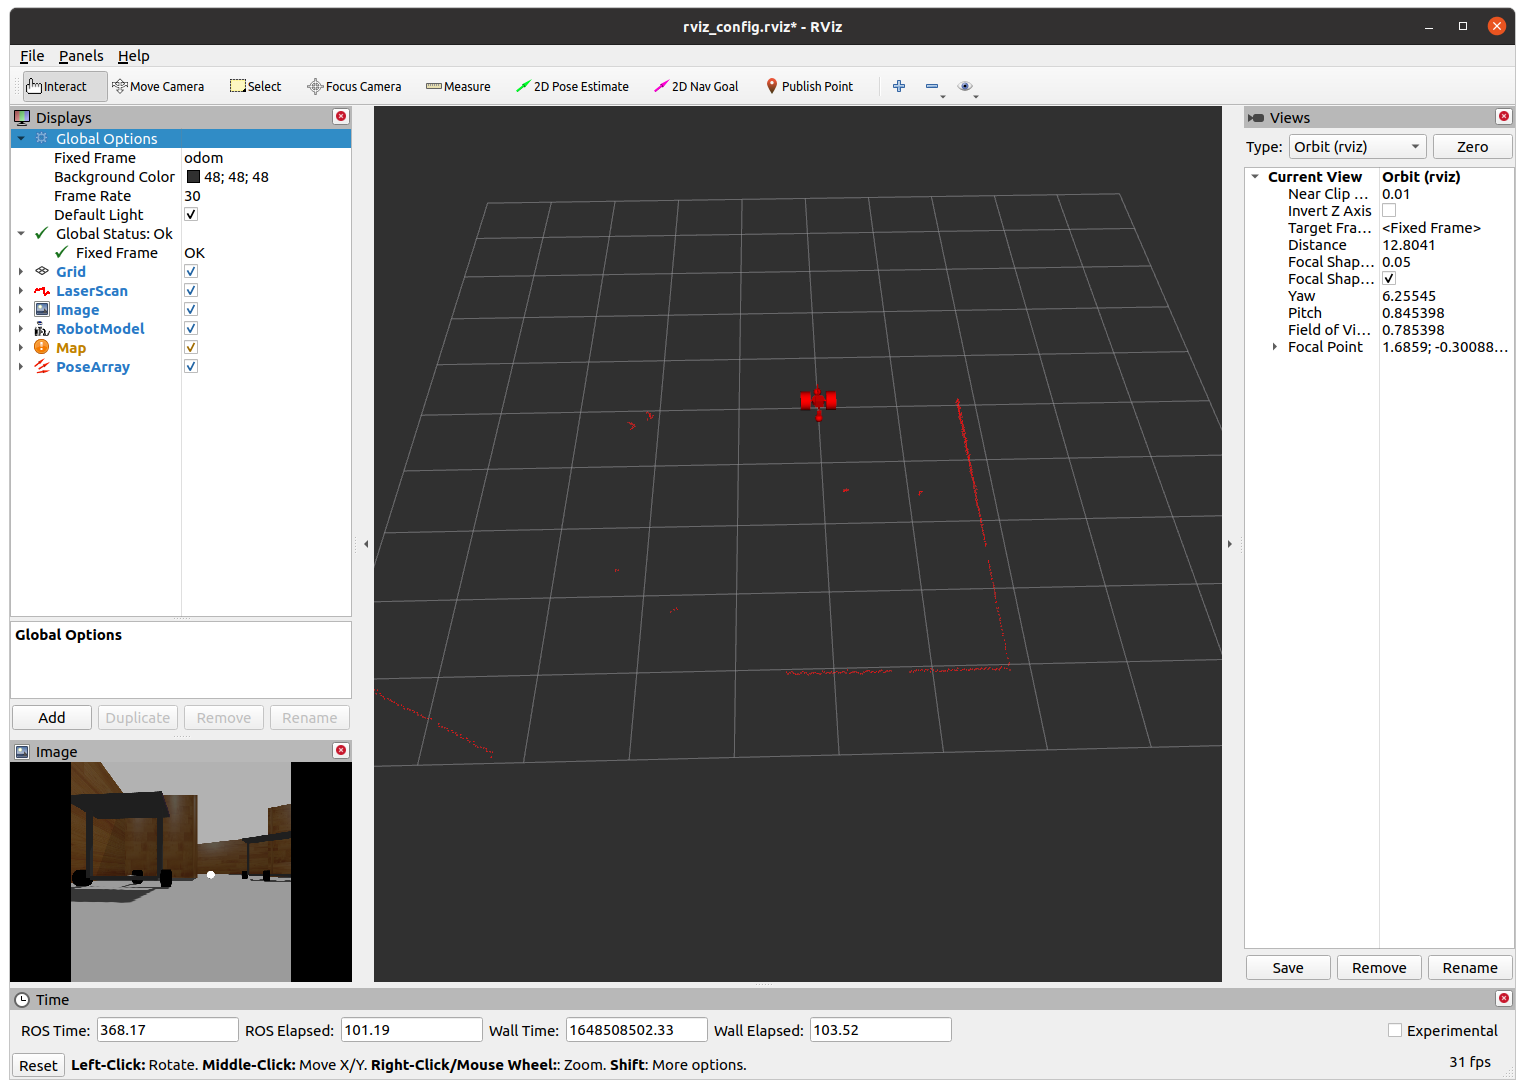 rviz_config.rviz* - RViz
File Panels Help
Interact Move Camera Select Focus Camera Measure 2D Pose Estimate 2D Nav Goal Publish Point
Displays
Global Options
Fixed Frame odom
Background Color 48; 48; 48
Frame Rate 30
Default Light
Global Status: Ok
Fixed Frame OK
Grid
LaserScan
Image
RobotModel
Map
PoseArray
Global Options
Add Duplicate Remove Rename
Image
Views
Type: Orbit (rviz) Zero
Current View Orbit (rviz)
Near Clip ... 0.01
Invert Z Axis
Target Fra... <Fixed Frame>
Distance 12.8041
Focal Shap... 0.05
Focal Shap...
Yaw 6.25545
Pitch 0.845398
Field of Vi... 0.785398
Focal Point 1.6859; -0.30088...
Save Remove Rename
Time
ROS Time: 368.17 ROS Elapsed: 101.19 Wall Time: 1648508502.33 Wall Elapsed: 103.52 Experimental
Reset Left-Click: Rotate. Middle-Click: Move X/Y. Right-Click/Mouse Wheel:: Zoom. Shift: More options. 31 fps